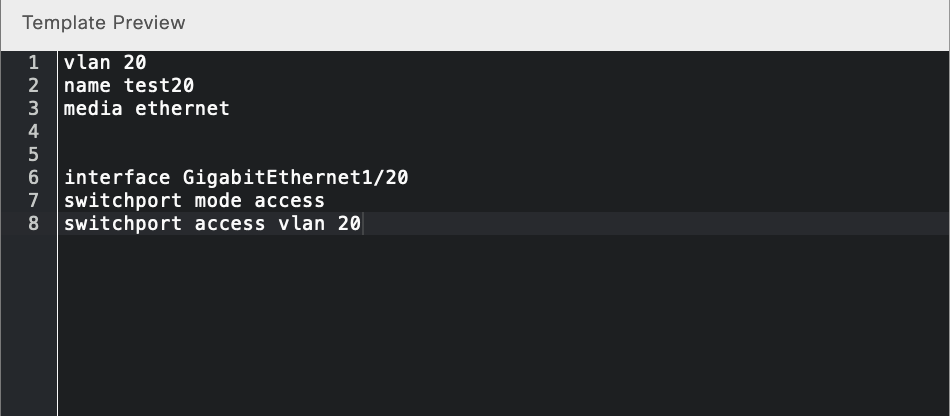 Template Preview
1 vlan 20
2 name test20
3 media ethernet
4
5
6 interface GigabitEthernet1/20
7 switchport mode access
8 switchport access vlan 20